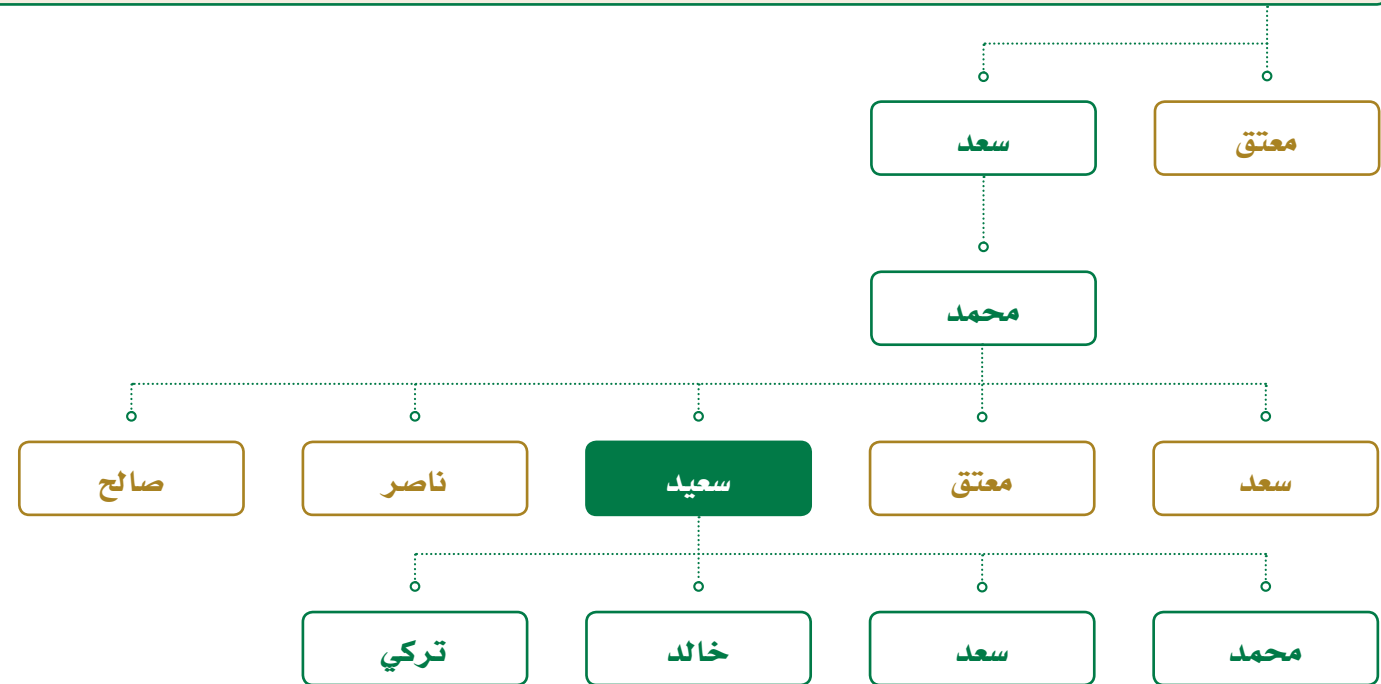 معتق
سعد
محمد
سعد
معتق
سعيد
ناصر
صالح
محمد
سعد
خالد
تركي